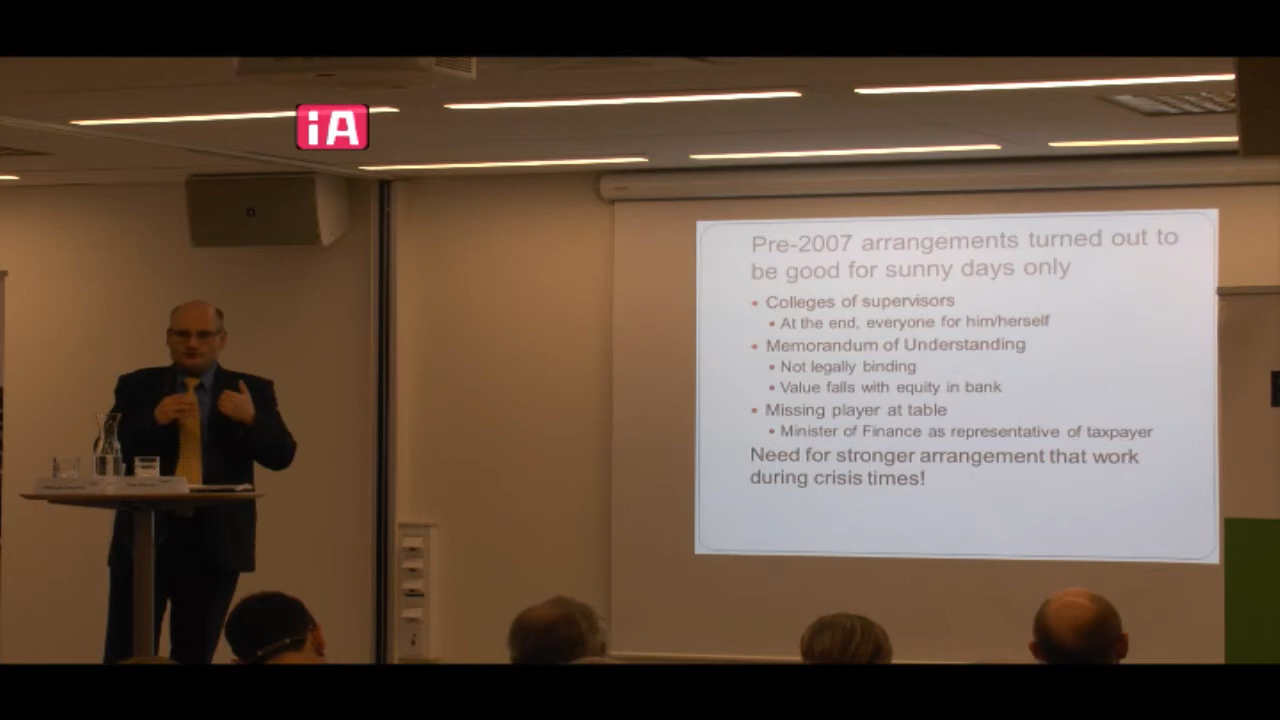 iA
Pre-2007 arrangements turned out to
be good for sunny days only
• Colleges of supervisors
• At the end, everyone for him/herself
• Memorandum of Understanding
• Not legally binding
• Value falls with equity in bank
• Missing player at table
• Minister of Finance as representative of taxpayer
Need for stronger arrangement that work
during crisis times!